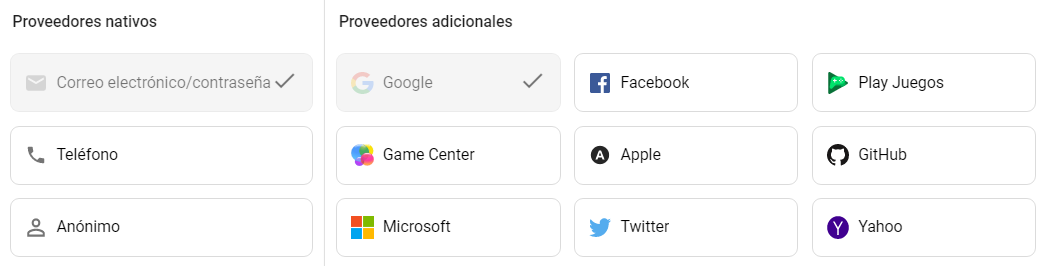 Proveedores nativos
Proveedores adicionales
Correo electrónico/contraseña
Google
Facebook
Play Juegos
Teléfono
Game Center
Apple
GitHub
Anónimo
Microsoft
Twitter
Yahoo